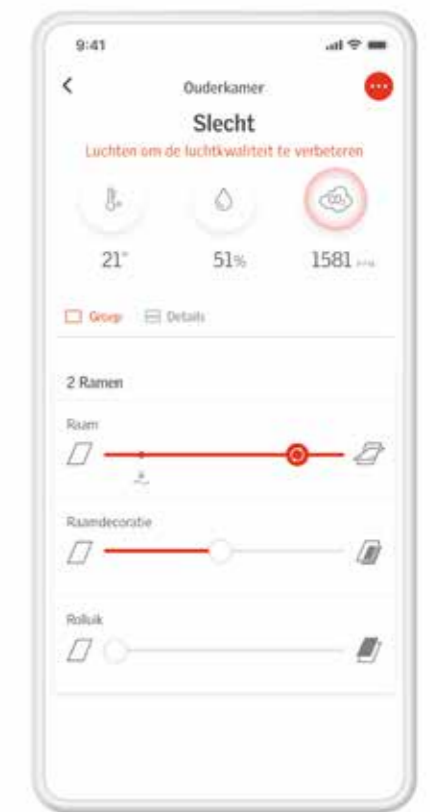 9:41
Ouderkamer
Slecht
Luchten om de luchtkwaliteit te verbeteren
CO₂
21°
51%
1581
Groep
Details
2 Ramen
Raam
Raamdecoratie
Rolluik